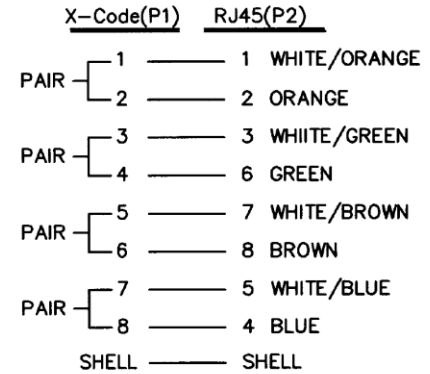 X-Code(P1) RJ45(P2)
PAIR
1 1 WHITE/ORANGE
2 2 ORANGE
PAIR
3 3 WHIITE/GREEN
4 6 GREEN
PAIR
5 7 WHITE/BROWN
6 8 BROWN
PAIR
7 5 WHITE/BLUE
8 4 BLUE
SHELL SHELL